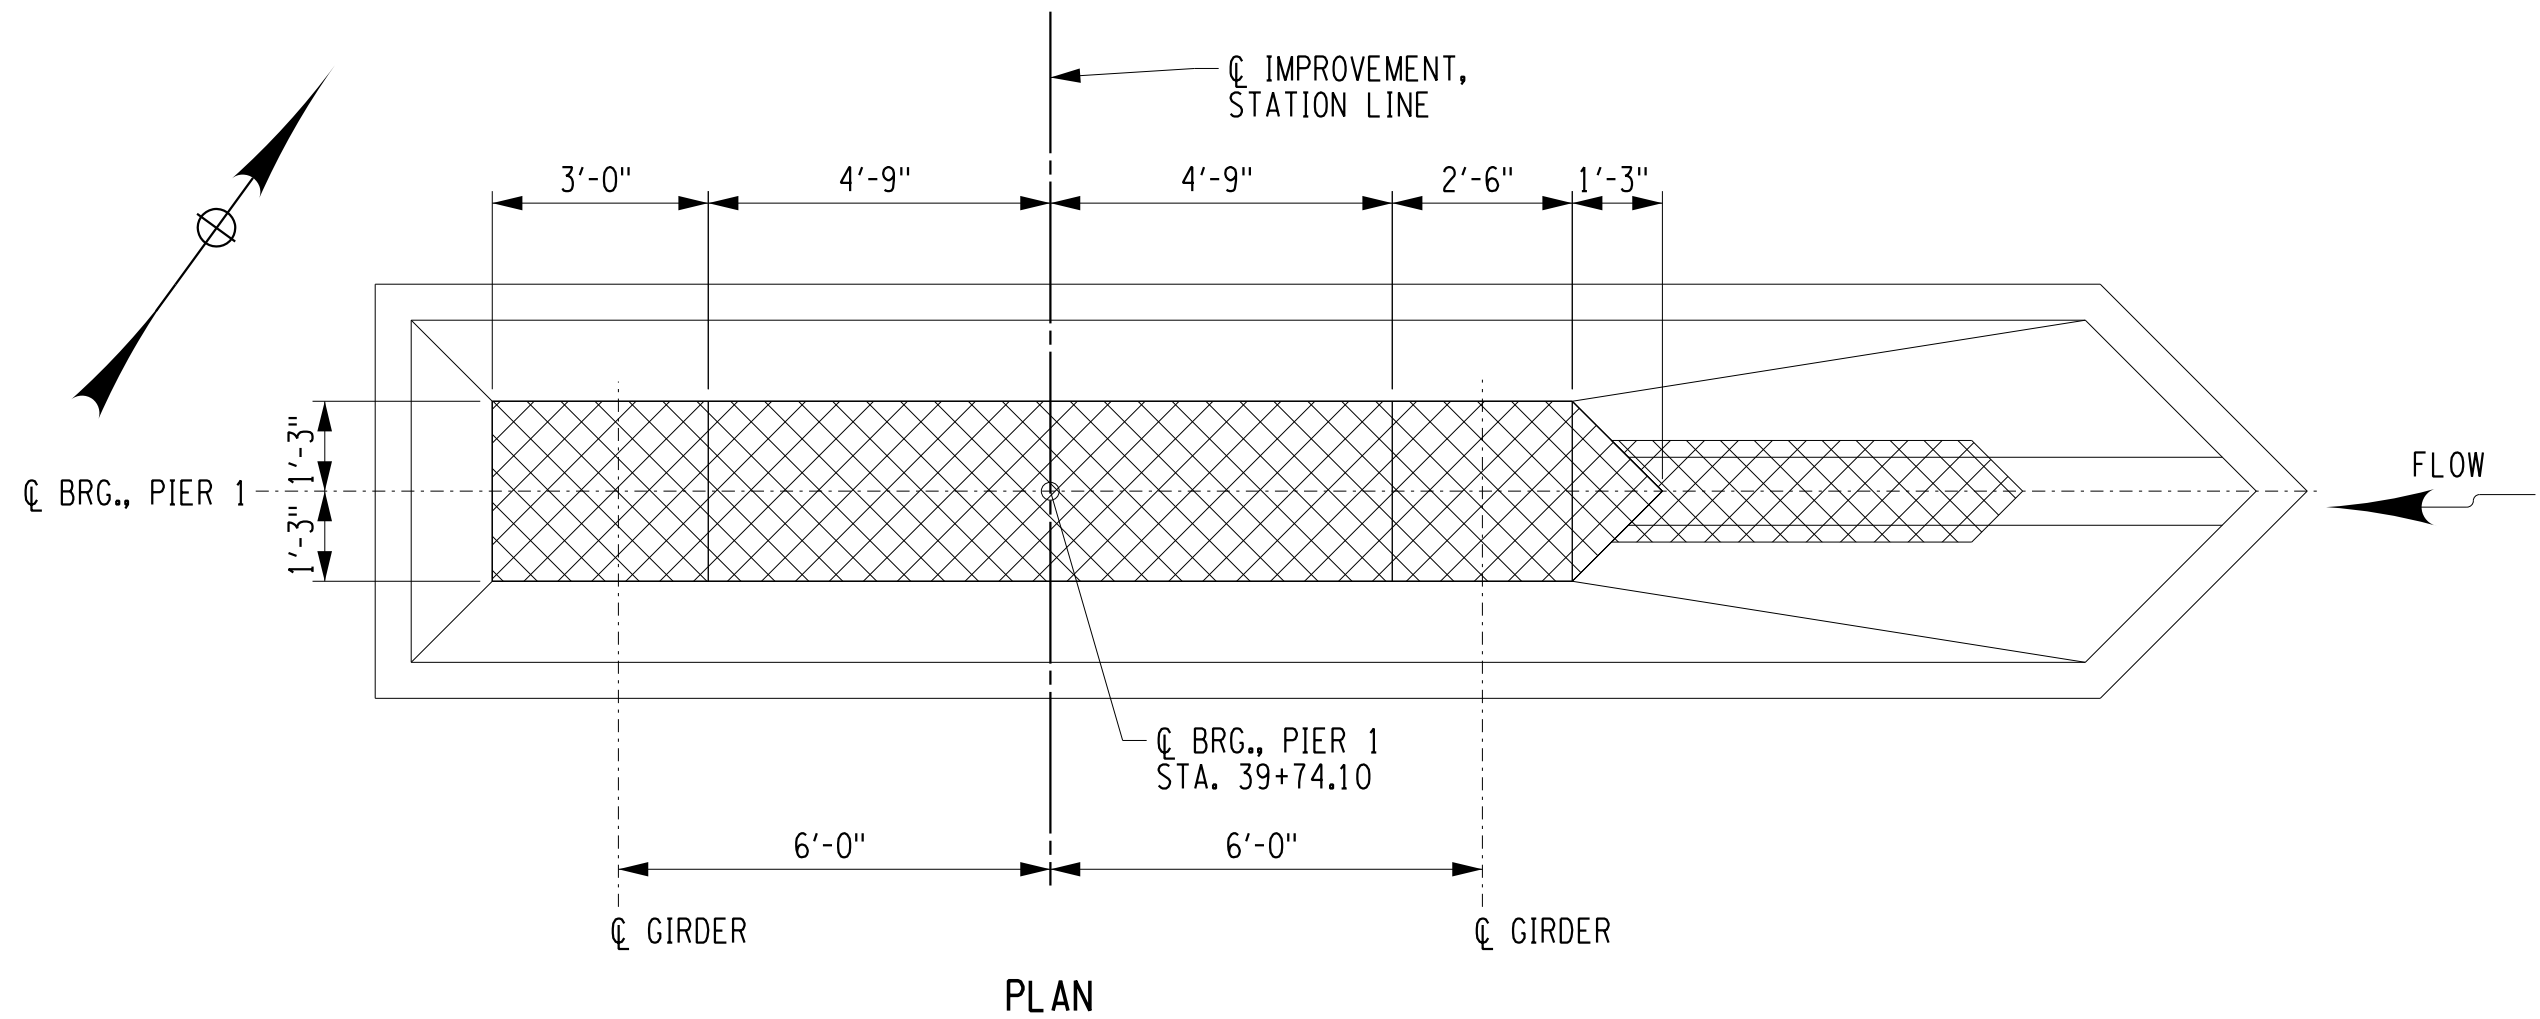 ℄ IMPROVEMENT,
STATION LINE
3'-0"
4'-9"
4'-9"
2'-6"
1'-3"
1'-3"
1'-3"
℄ BRG., PIER 1
FLOW
℄ BRG., PIER 1
STA. 39+74.10
6'-0"
6'-0"
℄ GIRDER
℄ GIRDER
PLAN